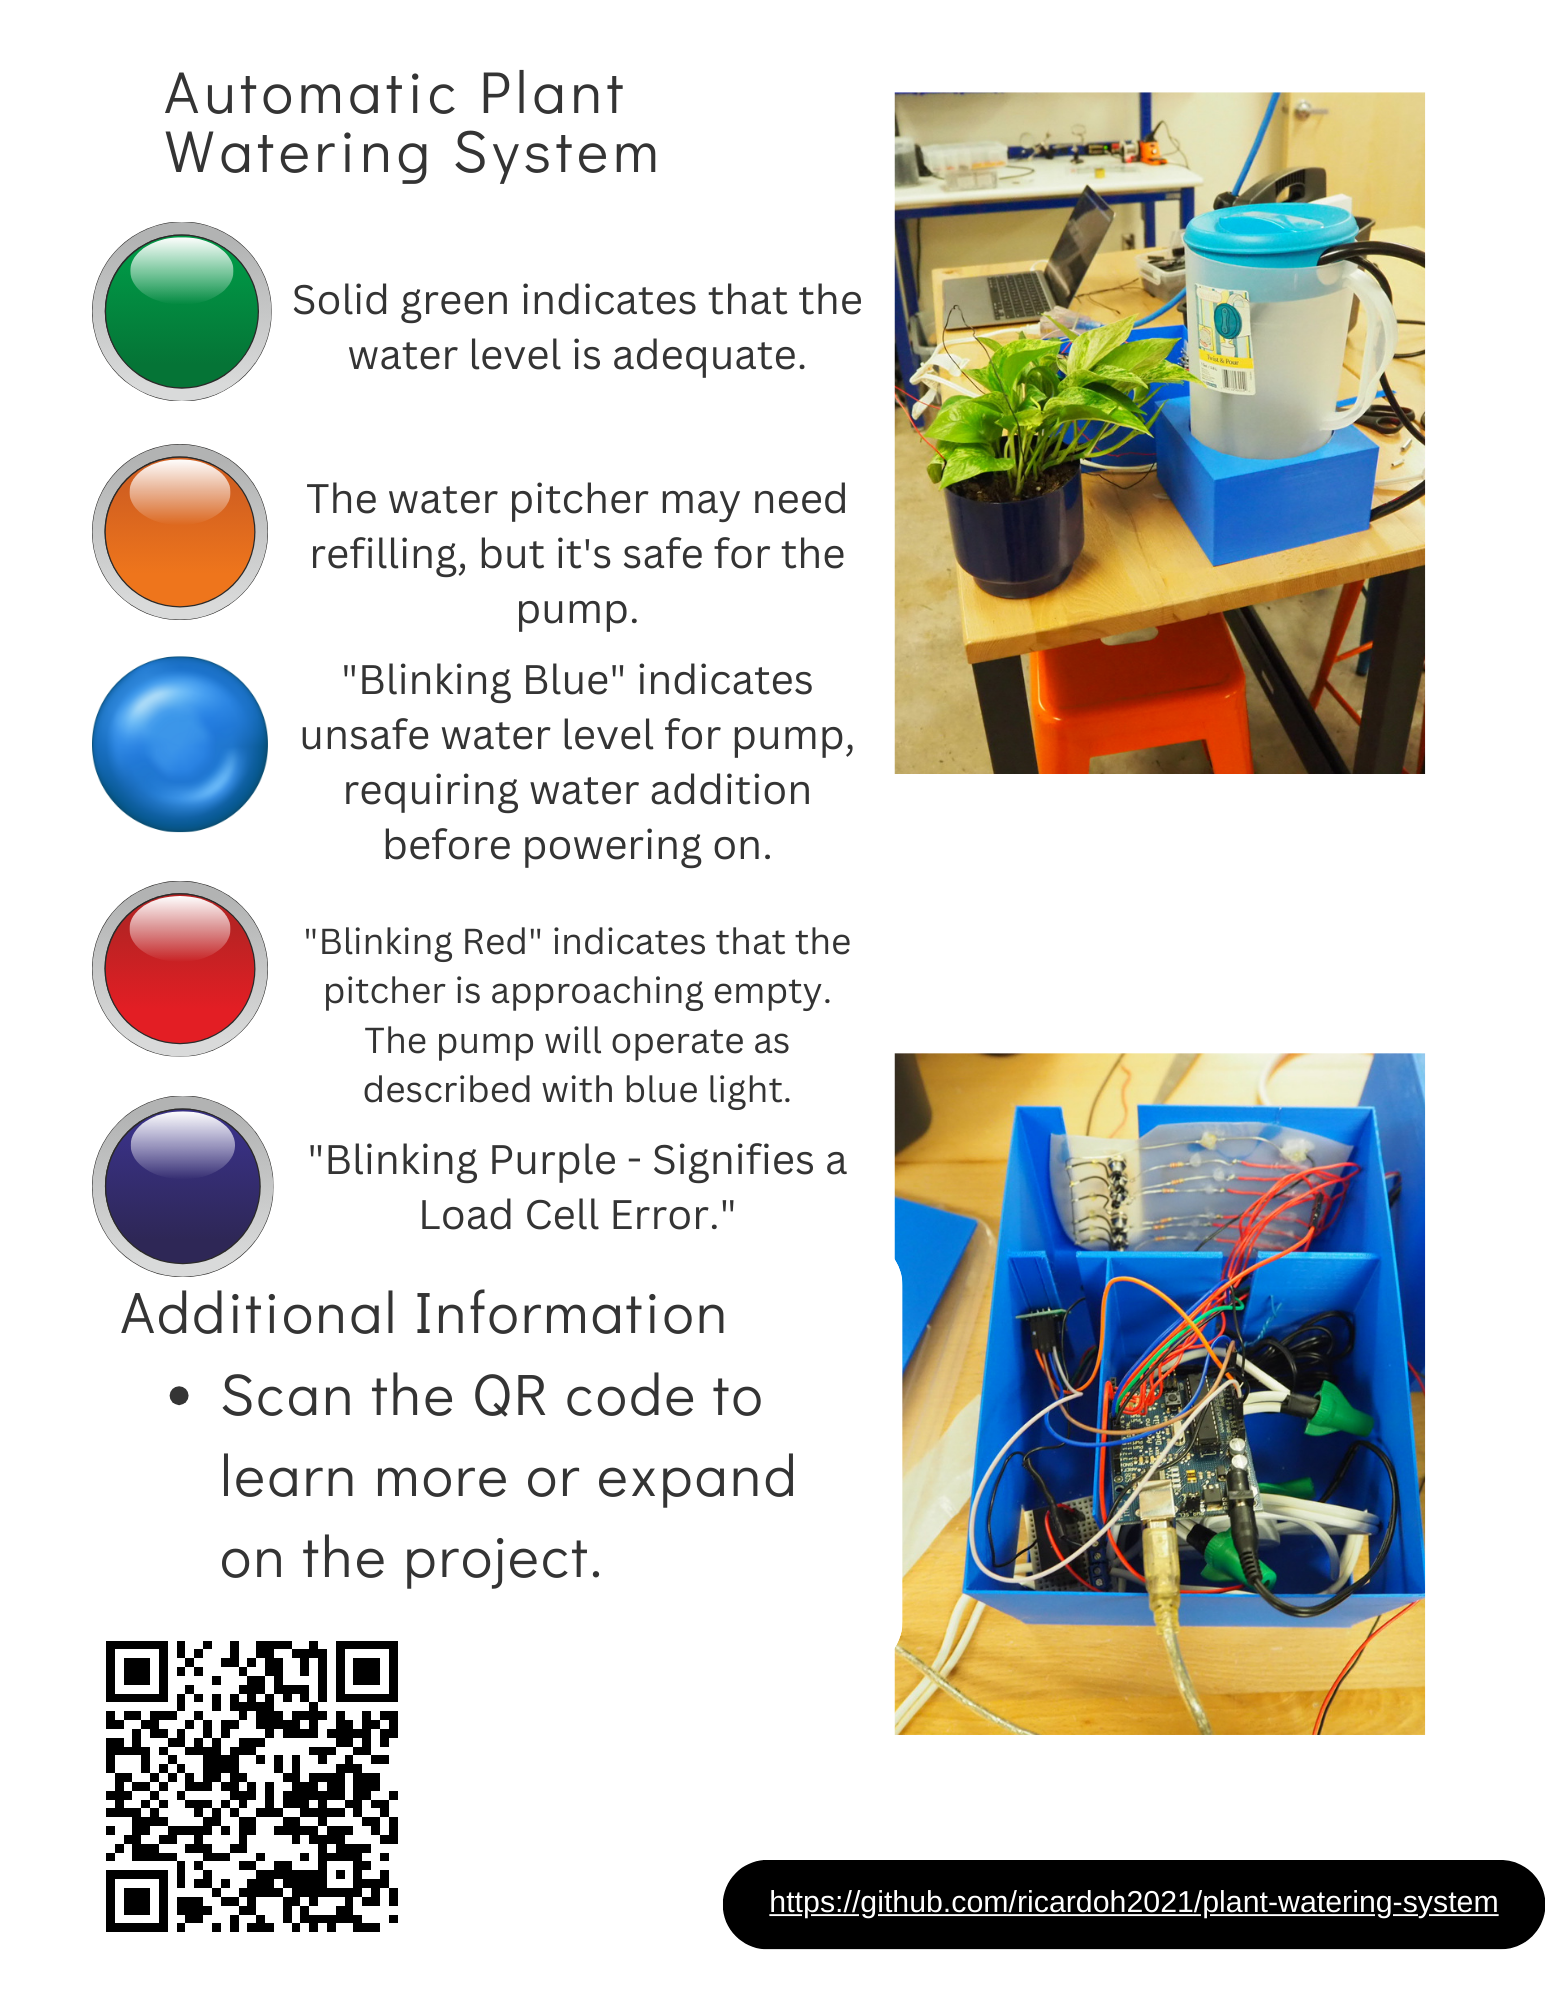 Automatic Plant
Watering System
Solid green indicates that the
water level is adequate.
The water pitcher may need
refilling, but it's safe for the
pump.
"Blinking Blue" indicates
unsafe water level for pump,
requiring water addition
before powering on.
"Blinking Red" indicates that the
pitcher is approaching empty.
The pump will operate as
described with blue light.
"Blinking Purple - Signifies a
Load Cell Error."
Additional Information
• Scan the QR code to
learn more or expand
on the project.
Twist & Pour
https://github.com/ricardoh2021/plant-watering-system